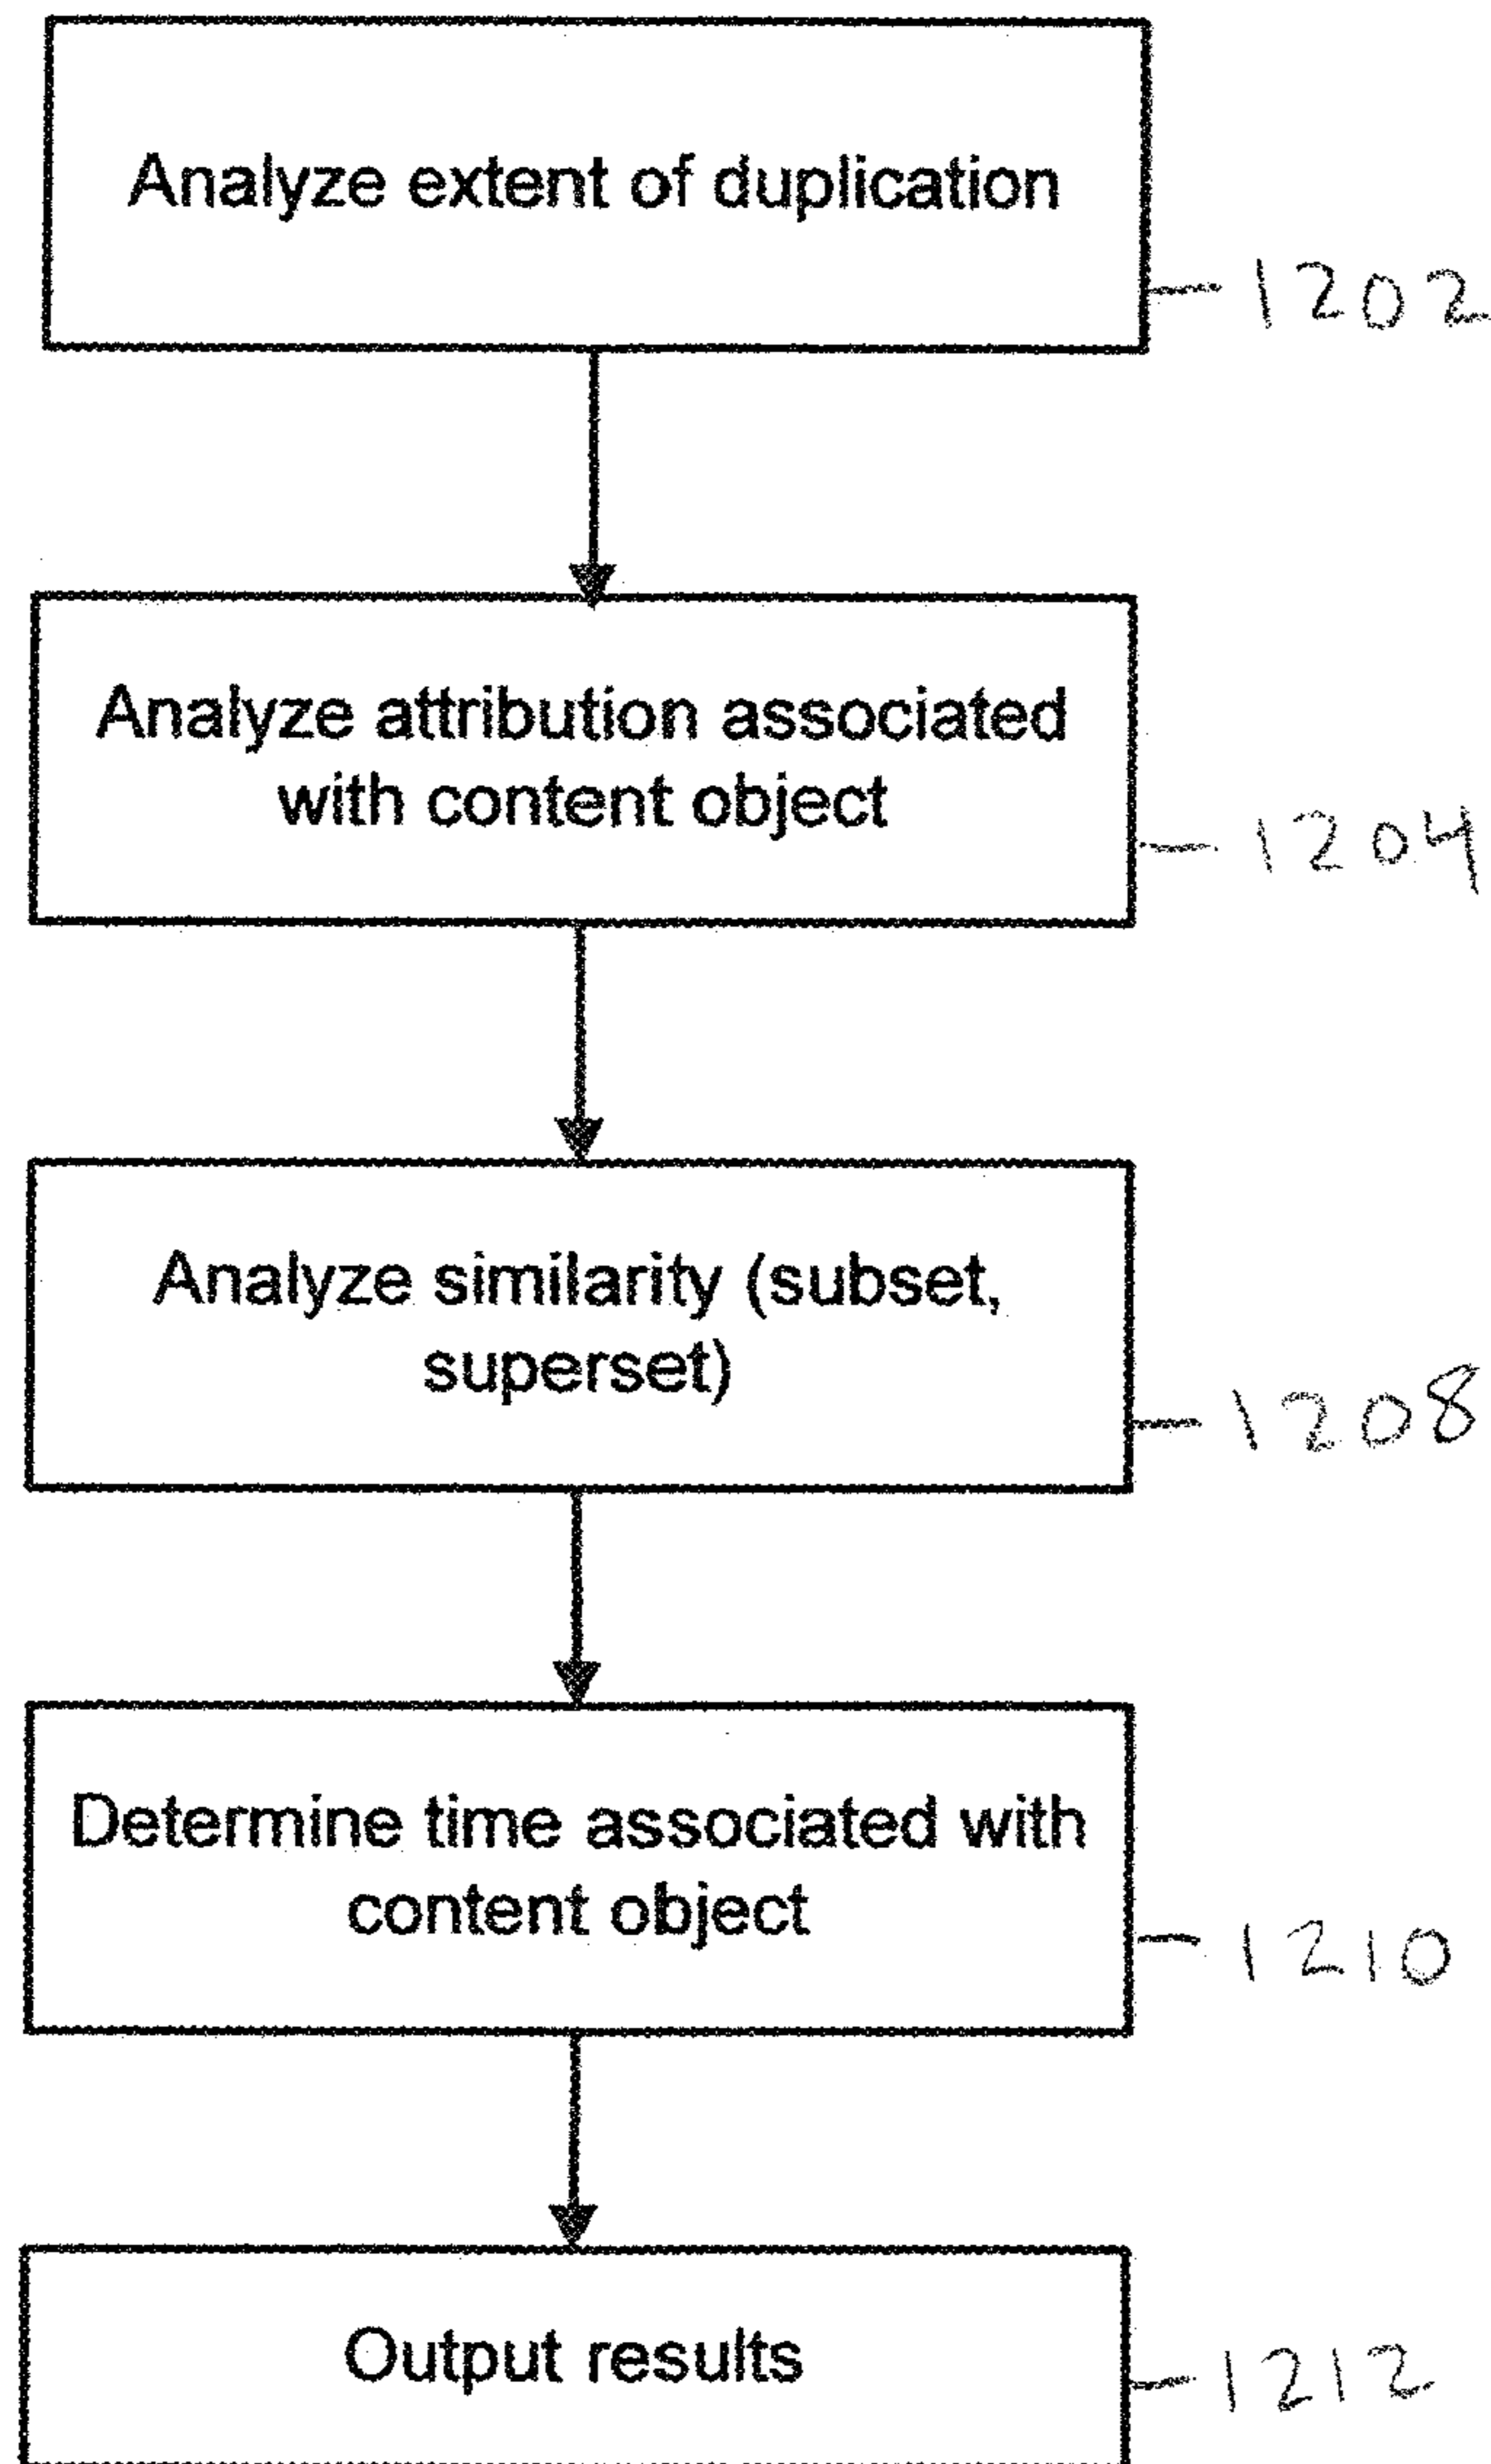 Analyze extent of duplication
1202
Analyze attribution associated
with content object
1204
Analyze similarity (subset,
superset)
1208
Determine time associated with
content object
1210
Output results
1212